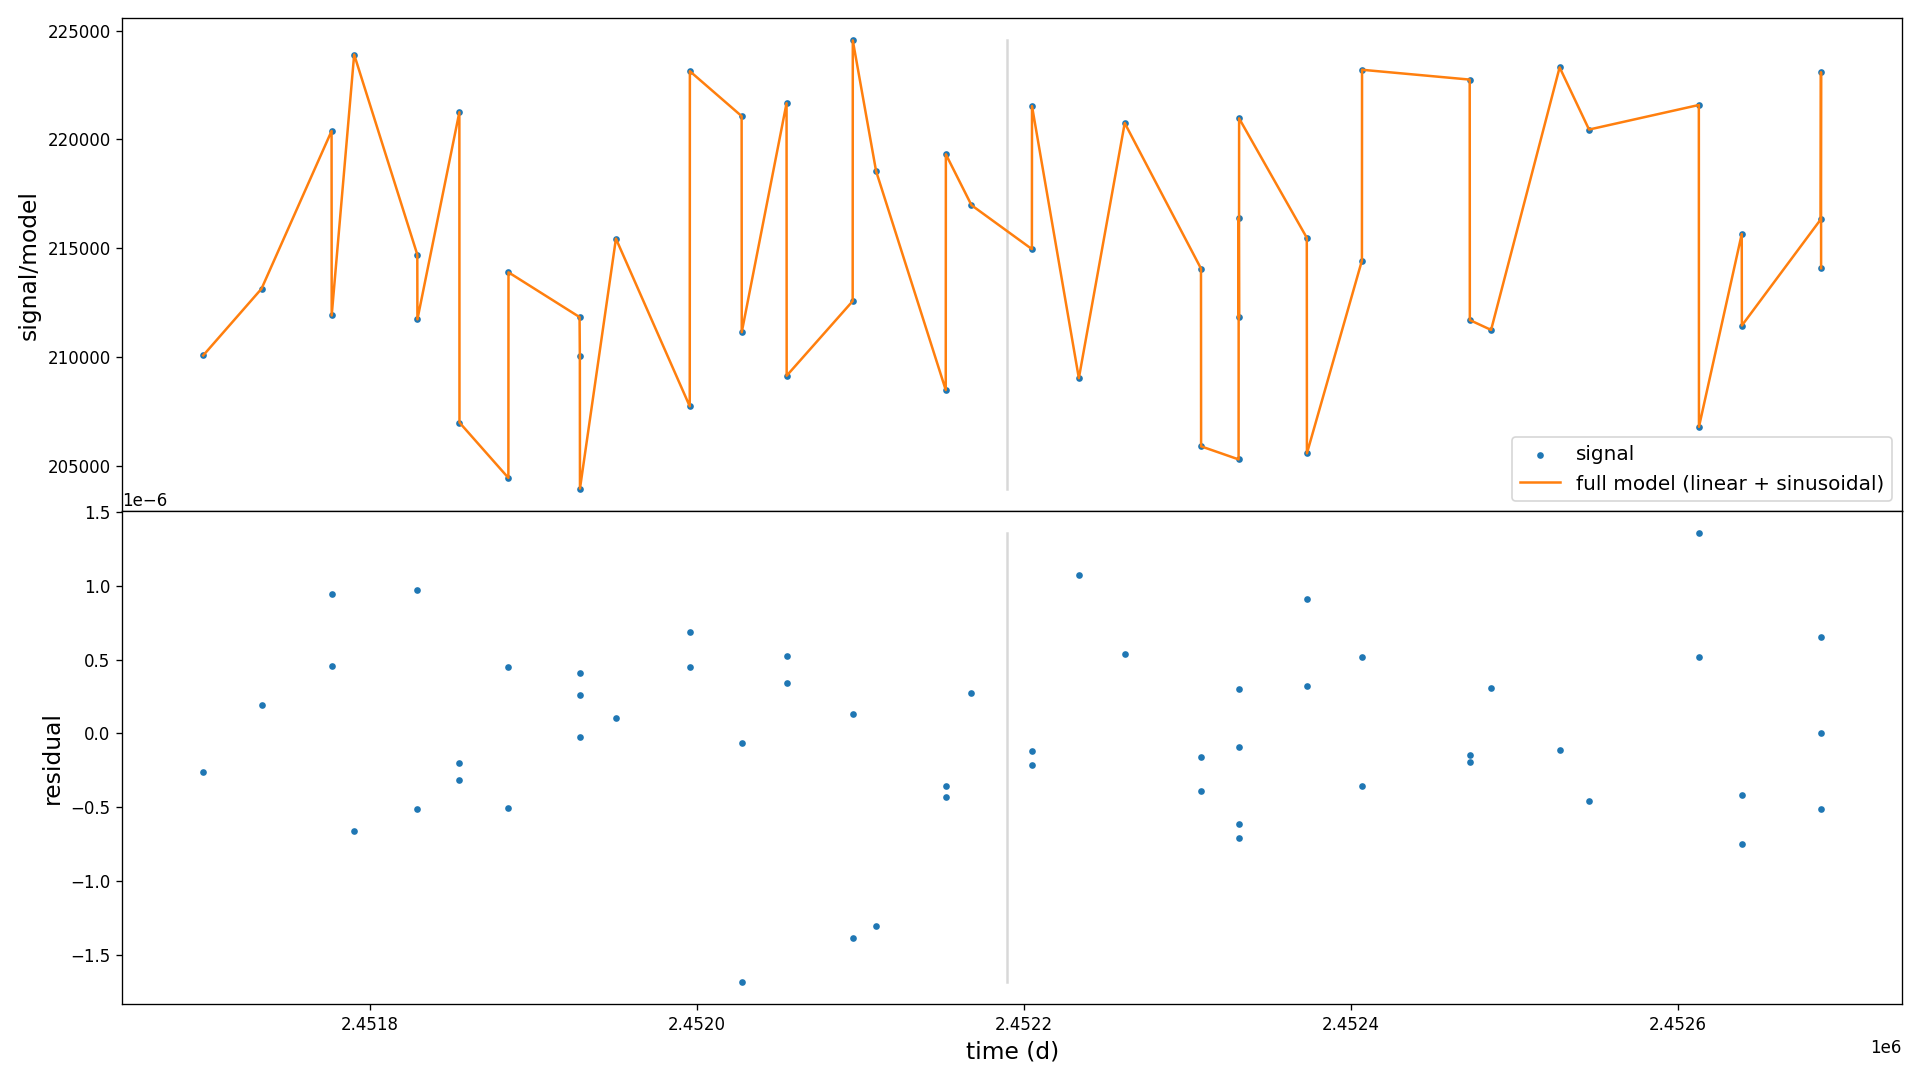 225000
220000
215000
210000
205000
signal/model
signal
full model (linear + sinusoidal)
1e−6
1.5
1.0
0.5
0.0
−0.5
−1.0
−1.5
residual
2.4518
2.4520
2.4522
2.4524
2.4526
time (d)
1e6